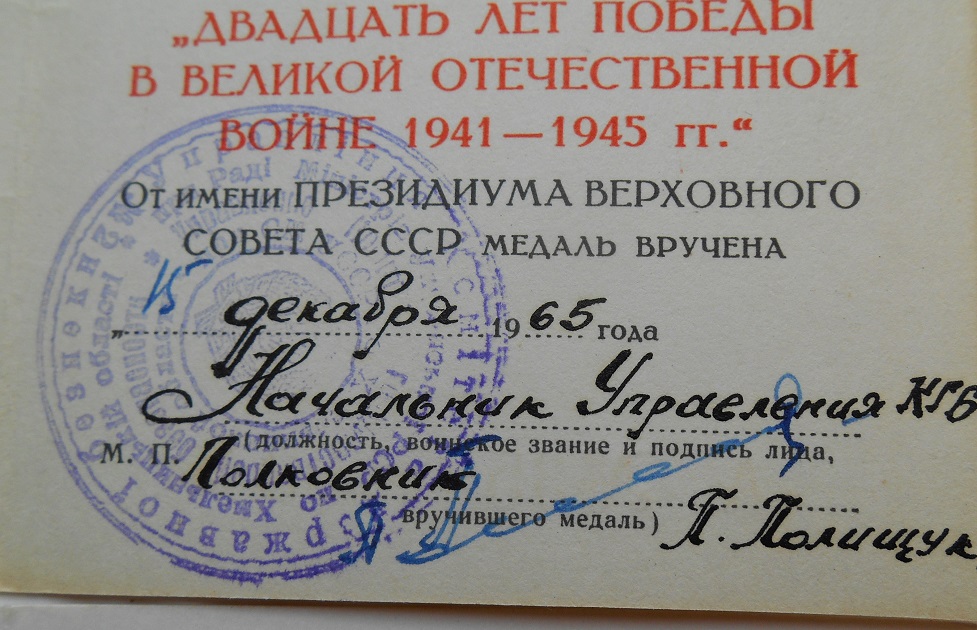 „ДВАДЦАТЬ ЛЕТ ПОБЕДЫ
В ВЕЛИКОЙ ОТЕЧЕСТВЕННОЙ
ВОЙНЕ 1941—1945 гг.“
От имени ПРЕЗИДИУМА ВЕРХОВНОГО
СОВЕТА СССР МЕДАЛЬ ВРУЧЕНА
„15 декабря 1965 года
Начальник Управления КГБ
(должность, воинское звание и подпись лица,
М. П. Полковник
вручившего медаль) П. Полищук